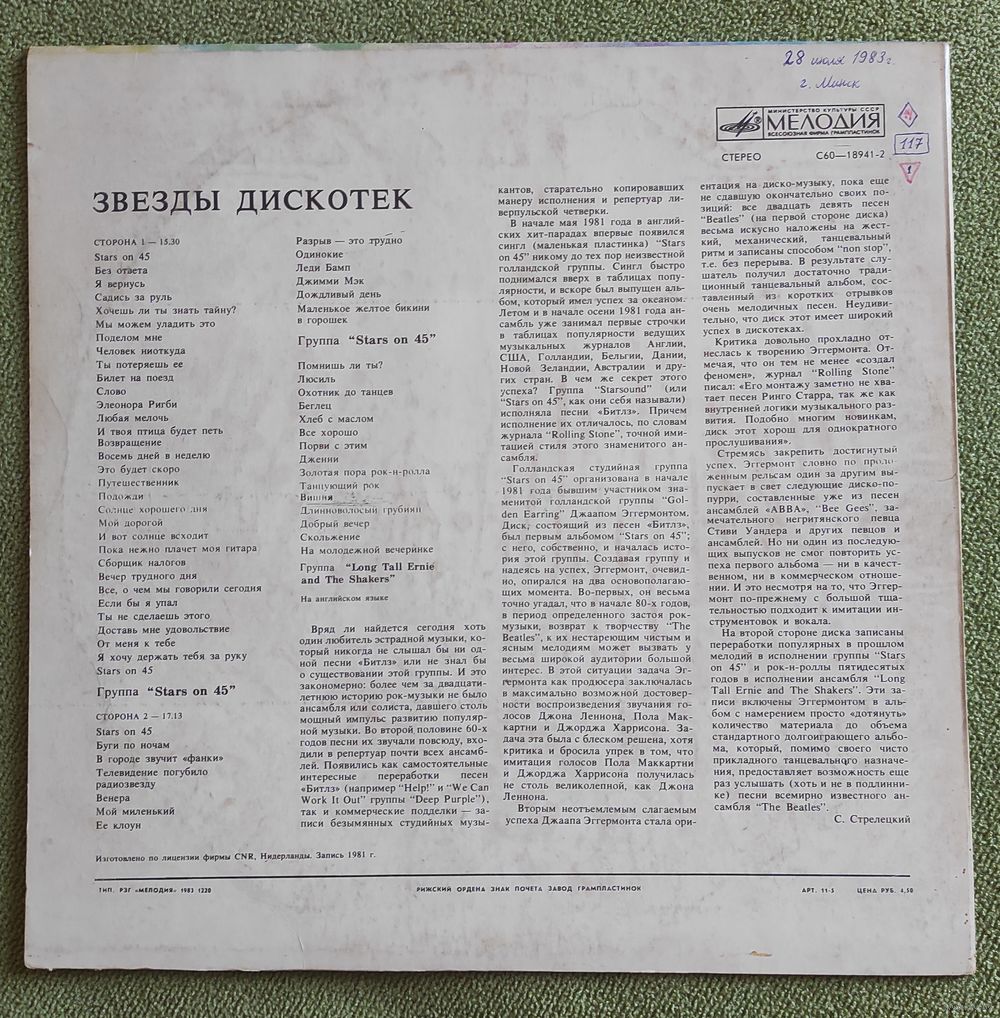 28 июля 1983г.
г. Минск
МИНИСТЕРСТВО КУЛЬТУРЫ СССР
МЕЛОДИЯ
ВСЕСОЮЗНАЯ ФИРМА ГРАМПЛАСТИНОК
СТЕРЕО
С60—18941-2
117
1
ЗВЕЗДЫ ДИСКОТЕК
СТОРОНА 1 — 15.30
Stars on 45
Без ответа
Я вернусь
Садись за руль
Хочешь ли ты знать тайну?
Мы можем уладить это
Поделом мне
Человек ниоткуда
Ты потеряешь ее
Билет на поезд
Слово
Элеонора Ригби
Любая мелочь
И твоя птица будет петь
Возвращение
Восемь дней в неделю
Это будет скоро
Путешественник
Подожди
Солнце хорошего дня
Мой дорогой
И вот солнце всходит
Пока нежно плачет моя гитара
Сборщик налогов
Вечер трудного дня
Все, о чем мы говорили сегодня
Если бы я упал
Ты не сделаешь этого
Доставь мне удовольствие
От меня к тебе
Я хочу держать тебя за руку
Stars on 45
Группа "Stars on 45"
СТОРОНА 2 — 17.13
Stars on 45
Буги по ночам
В городе звучит «фанки»
Телевидение погубило
радиозвезду
Венера
Мой миленький
Ее клоун
Разрыв — это трудно
Одинокие
Леди Бамп
Джимми Мэк
Дождливый день
Маленькое желтое бикини
в горошек
Группа "Stars on 45"
Помнишь ли ты?
Люсиль
Охотник до танцев
Беглец
Хлеб с маслом
Все хорошо
Порви с этим
Дженни
Золотая пора рок-н-ролла
Танцующий рок
Вишня
Длинноволосый грубиян
Добрый вечер
Скольжение
На молодежной вечеринке
Группа "Long Tall Ernie
and The Shakers"
На английском языке
Вряд ли найдется сегодня хоть
один любитель эстрадной музыки, ко-
торый никогда не слышал бы ни од-
ной песни «Битлз» или не знал бы
о существовании этой группы. И это
закономерно: более чем за двадцати-
летнюю историю рок-музыки не было
ансамбля или солиста, давшего столь
мощный импульс развитию популяр-
ной музыки. Во второй половине 60-х
годов песни их звучали повсюду, вхо-
дили в репертуар почти всех ансамб-
лей. Появились как самостоятельные
интересные переработки песен
«Битлз» (например "Help!" и "We Can
Work It Out" группы "Deep Purple"),
так и коммерческие подделки — за-
писи безымянных студийных музы-
кантов, старательно копировавших
манеру исполнения и репертуар ли-
верпульской четверки.
В начале мая 1981 года в англий-
ских хит-парадах впервые появился
сингл (маленькая пластинка) "Stars
on 45" никому до тех пор неизвестной
голландской группы. Сингл быстро
поднимался вверх в таблицах попу-
лярности, и вскоре был выпущен аль-
бом, который имел успех за океаном.
Летом и в начале осени 1981 года ан-
самбль уже занимал первые строчки
в таблицах популярности ведущих
музыкальных журналов Англии,
США, Голландии, Бельгии, Дании,
Новой Зеландии, Австралии и дру-
гих стран. В чем же секрет этого
успеха? Группа "Starsound" (или
"Stars on 45", как они себя называли)
исполняла песни «Битлз». Причем
исполнение их отличалось, по словам
журнала "Rolling Stone", точной ими-
тацией стиля этого знаменитого ан-
самбля.
Голландская студийная группа
"Stars on 45" организована в начале
1981 года бывшим участником зна-
менитой голландской группы "Gol-
den Earring" Джаапом Эггермонтом.
Диск, состоящий из песен «Битлз»,
был первым альбомом "Stars on 45";
с него, собственно, и началась исто-
рия этой группы. Создавая группу и
надеясь на успех, Эггермонт, очевид-
но, опирался на два основополагаю-
щих момента. Во-первых, он весьма
точно угадал, что в начале 80-х годов,
в период определенного застоя рок-
музыки, возврат к творчеству "The
Beatles", к их нестареющим чистым и
ясным мелодиям может вызвать у
весьма широкой аудитории большой
интерес. В этой ситуации задача Эг-
гермонта как продюсера заключалась
в максимально возможной достовер-
ности воспроизведения звучания го-
лосов Джона Леннона, Пола Мак-
картни и Джорджа Харрисона. За-
дача эта была с блеском решена, хотя
критика и бросила упрек в том, что
имитация голосов Пола Маккартни
и Джорджа Харрисона получилась
не столь великолепной, как Джона
Леннона.
Вторым неотъемлемым слагаемым
успеха Джаапа Эггермонта стала ори-
ентация на диско-музыку, пока еще
не сдавшую окончательно своих по-
зиций: все двадцать девять песен
"Beatles" (на первой стороне диска)
весьма искусно наложены на жест-
кий, механический, танцевальный
ритм и записаны способом "non stop",
т.е. без перерыва. В результате слу-
шатель получил достаточно тради-
ционный танцевальный альбом, сос-
тавленный из коротких отрывков
очень мелодичных песен. Неудиви-
тельно, что диск этот имеет широкий
успех в дискотеках.
Критика довольно прохладно от-
неслась к творению Эггермонта. От-
мечая, что он тем не менее «создал
феномен», журнал "Rolling Stone"
писал: «Его монтажу заметно не хва-
тает песен Ринго Старра, так же как
внутренней логики музыкального раз-
вития. Подобно многим новинкам,
диск этот хорош для однократного
прослушивания».
Стремясь закрепить достигнутый
успех, Эггермонт словно по проло-
женным рельсам один за другим вы-
пускает в свет следующие диско-по-
пурри, составленные уже из песен
ансамблей «ABBA», "Bee Gees", за-
мечательного негритянского певца
Стиви Уандера и других певцов и
ансамблей. Но ни один из последую-
щих выпусков не смог повторить ус-
пеха первого альбома — ни в качест-
венном, ни в коммерческом отноше-
нии. И это несмотря на то, что Эггер-
монт по-прежнему с большой тща-
тельностью подходит к имитации ин-
струментовок и вокала.
На второй стороне диска записаны
переработки популярных в прошлом
мелодий в исполнении группы "Stars
on 45" и рок-н-роллы пятидесятых
годов в исполнении ансамбля "Long
Tall Ernie and The Shakers". Эти за-
писи включены Эггермонтом в аль-
бом с намерением просто «дотянуть»
количество материала до объема
стандартного долгоиграющего альбо-
ма, который, помимо своего чисто
прикладного танцевального назначе-
ния, предоставляет возможность еще
раз услышать (хоть и не в подлинни-
ке) песни всемирно известного ан-
самбля "The Beatles".
С. Стрелецкий
Изготовлено по лицензии фирмы CNR, Нидерланды. Запись 1981 г.
ТИП. РЗГ «МЕЛОДИЯ» 1983 1220
РИЖСКИЙ ОРДЕНА ЗНАК ПОЧЕТА ЗАВОД ГРАМПЛАСТИНОК
АРТ. 11-5
ЦЕНА РУБ. 4,50